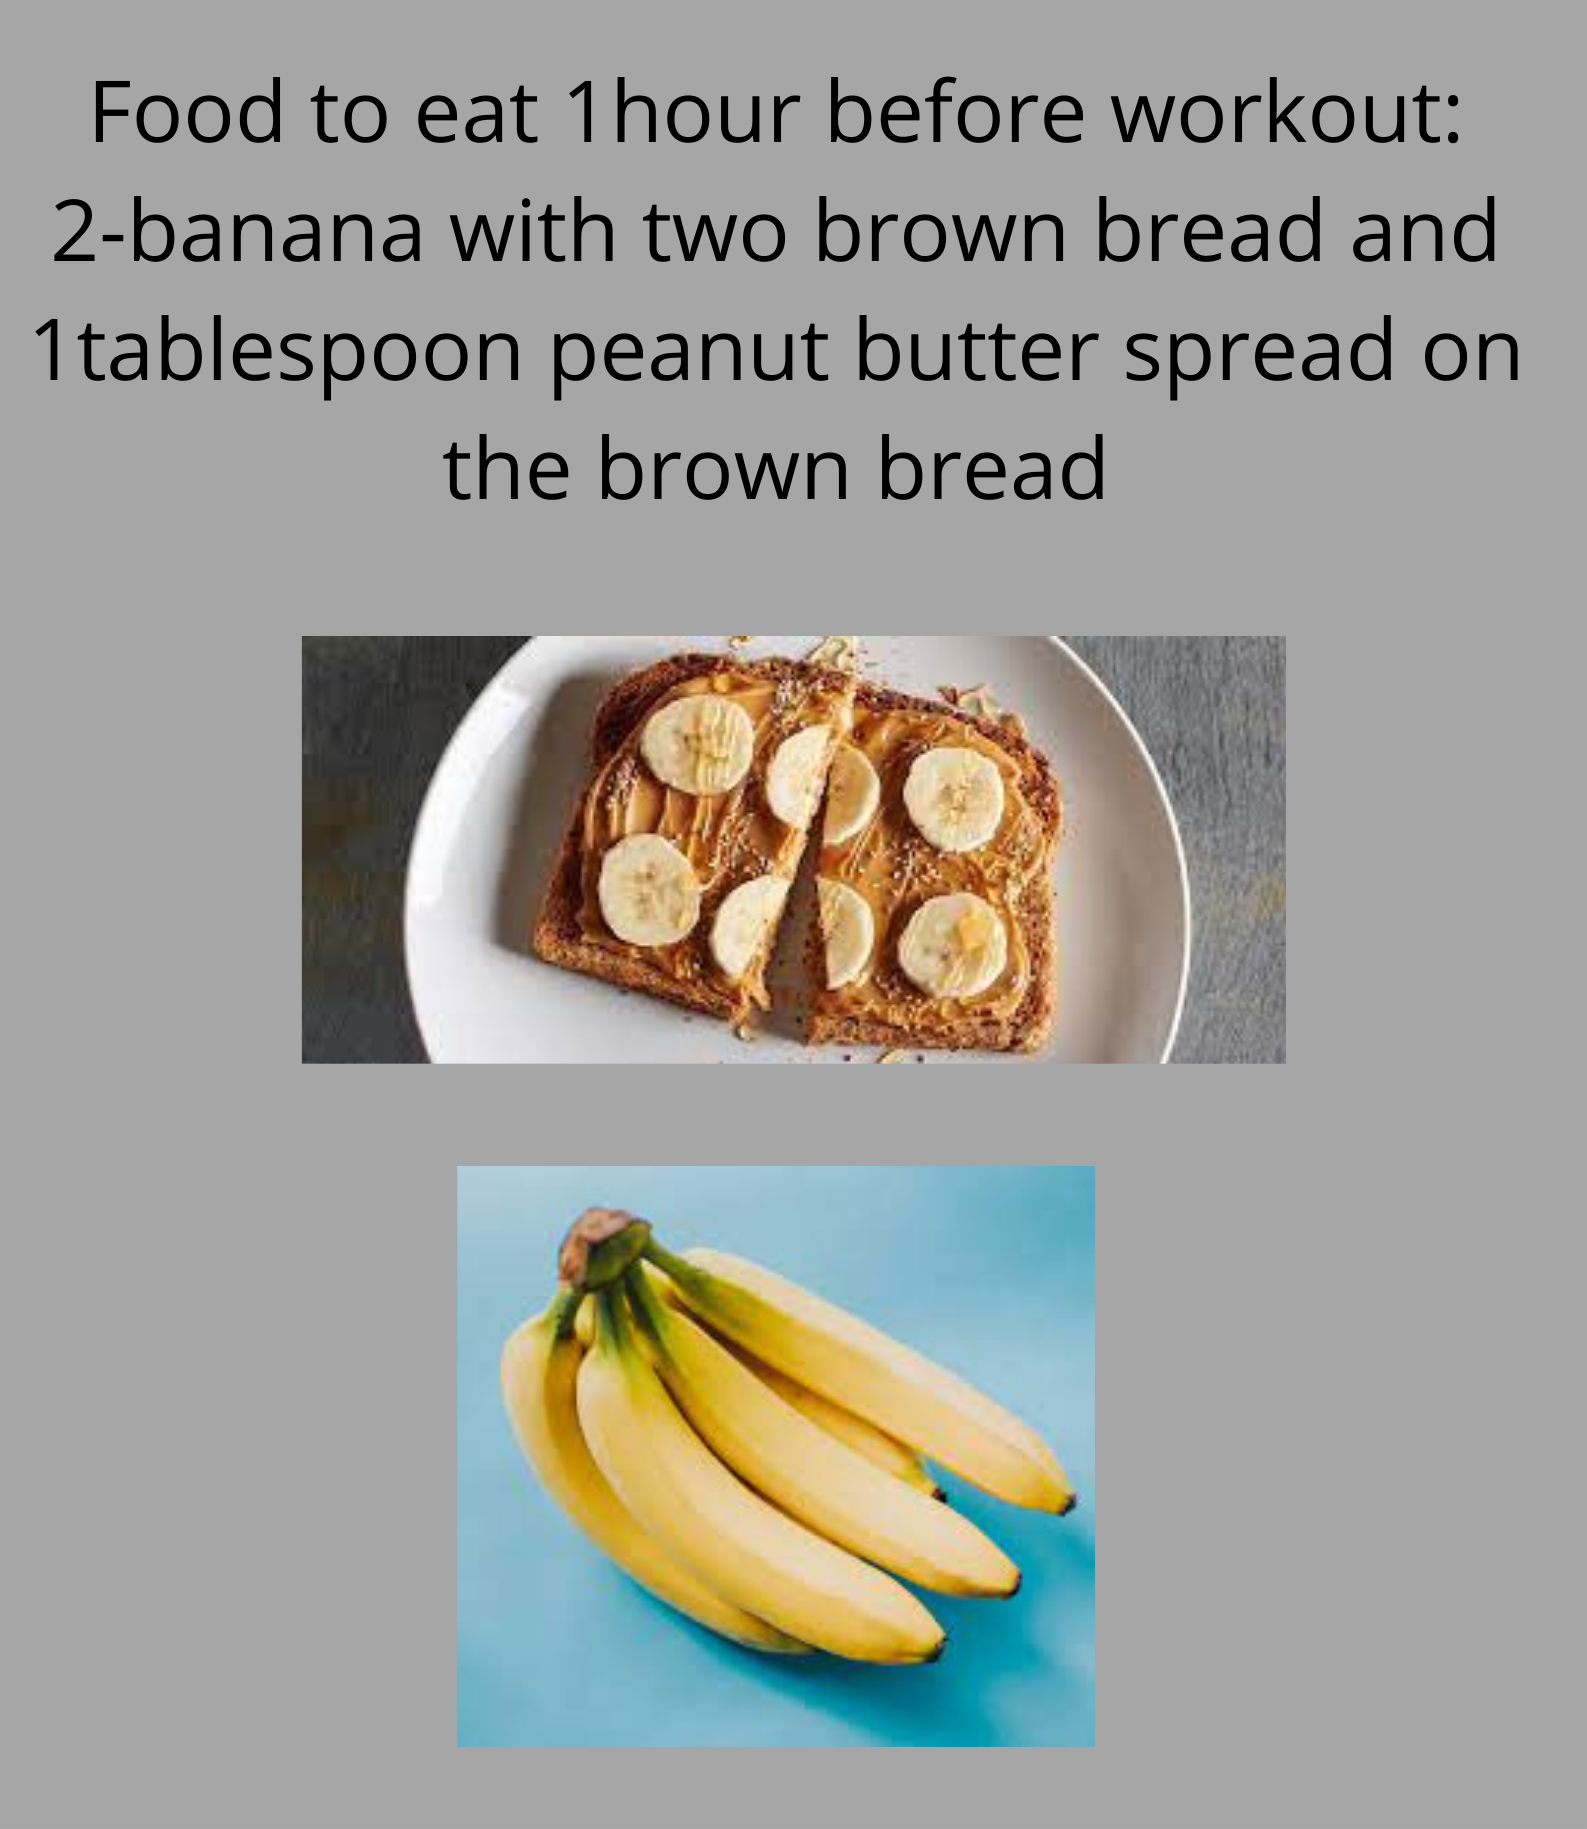 Food to eat 1hour before workout:
2-banana with two brown bread and
1tablespoon peanut butter spread on
the brown bread